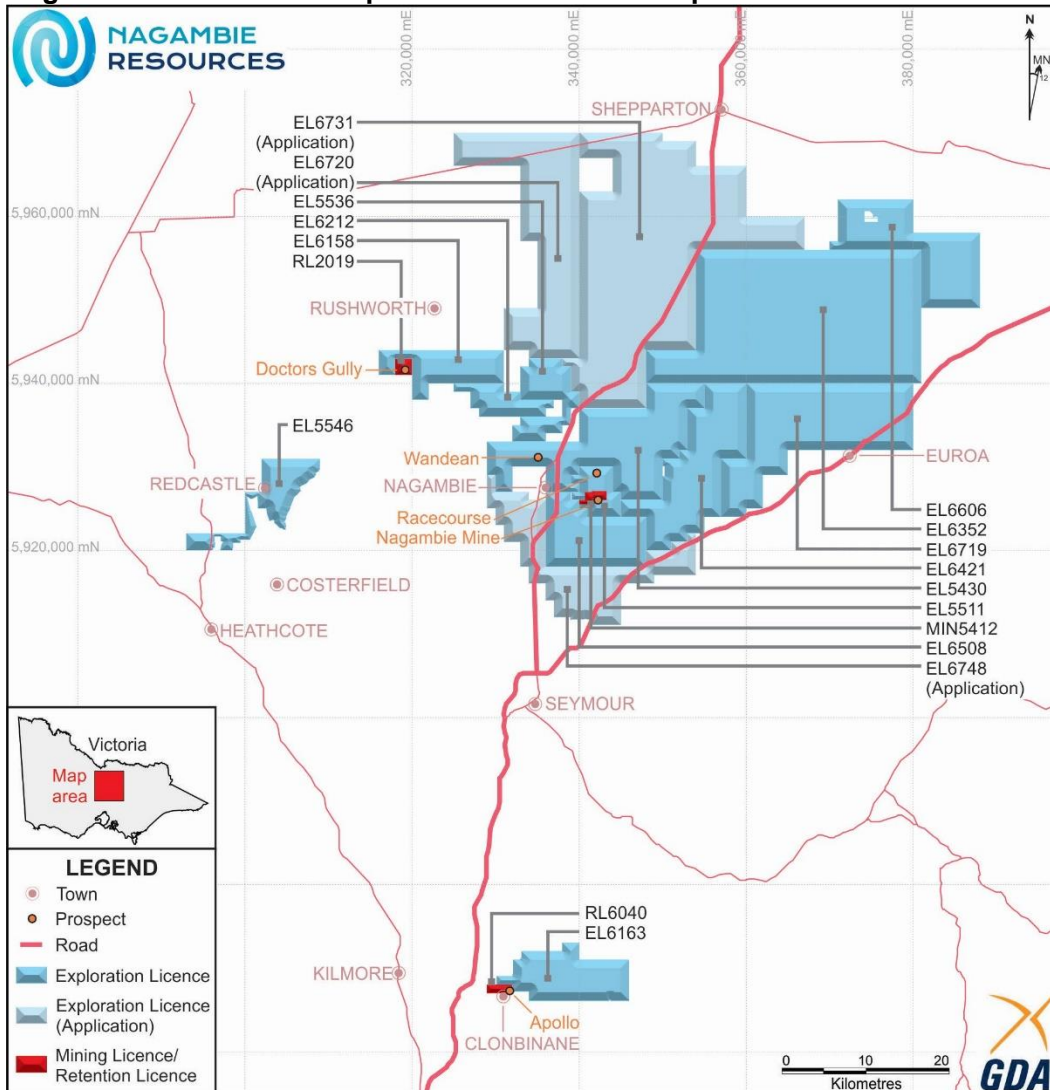 NAGAMBIE
RESOURCES
320,000 mE
340,000 mE
360,000 mE
380,000 mE
N
MN
12
SHEPPARTON
EL6731
(Application)
EL6720
(Application)
EL5536
EL6212
EL6158
RL2019
5,960,000 mN
RUSHWORTH
5,940,000 mN
Doctors Gully
EL5546
Wandean
REDCASTLE
NAGAMBIE
EUROA
Racecourse
Nagambie Mine
5,920,000 mN
EL6606
EL6352
EL6719
EL6421
EL5430
EL5511
MIN5412
EL6508
EL6748
(Application)
COSTERFIELD
HEATHCOTE
SEYMOUR
Victoria
Map
area
LEGEND
Town
Prospect
Road
Exploration Licence
Exploration Licence
(Application)
Mining Licence/
Retention Licence
RL6040
EL6163
KILMORE
Apollo
CLONBINANE
0 10 20
Kilometres
GDA